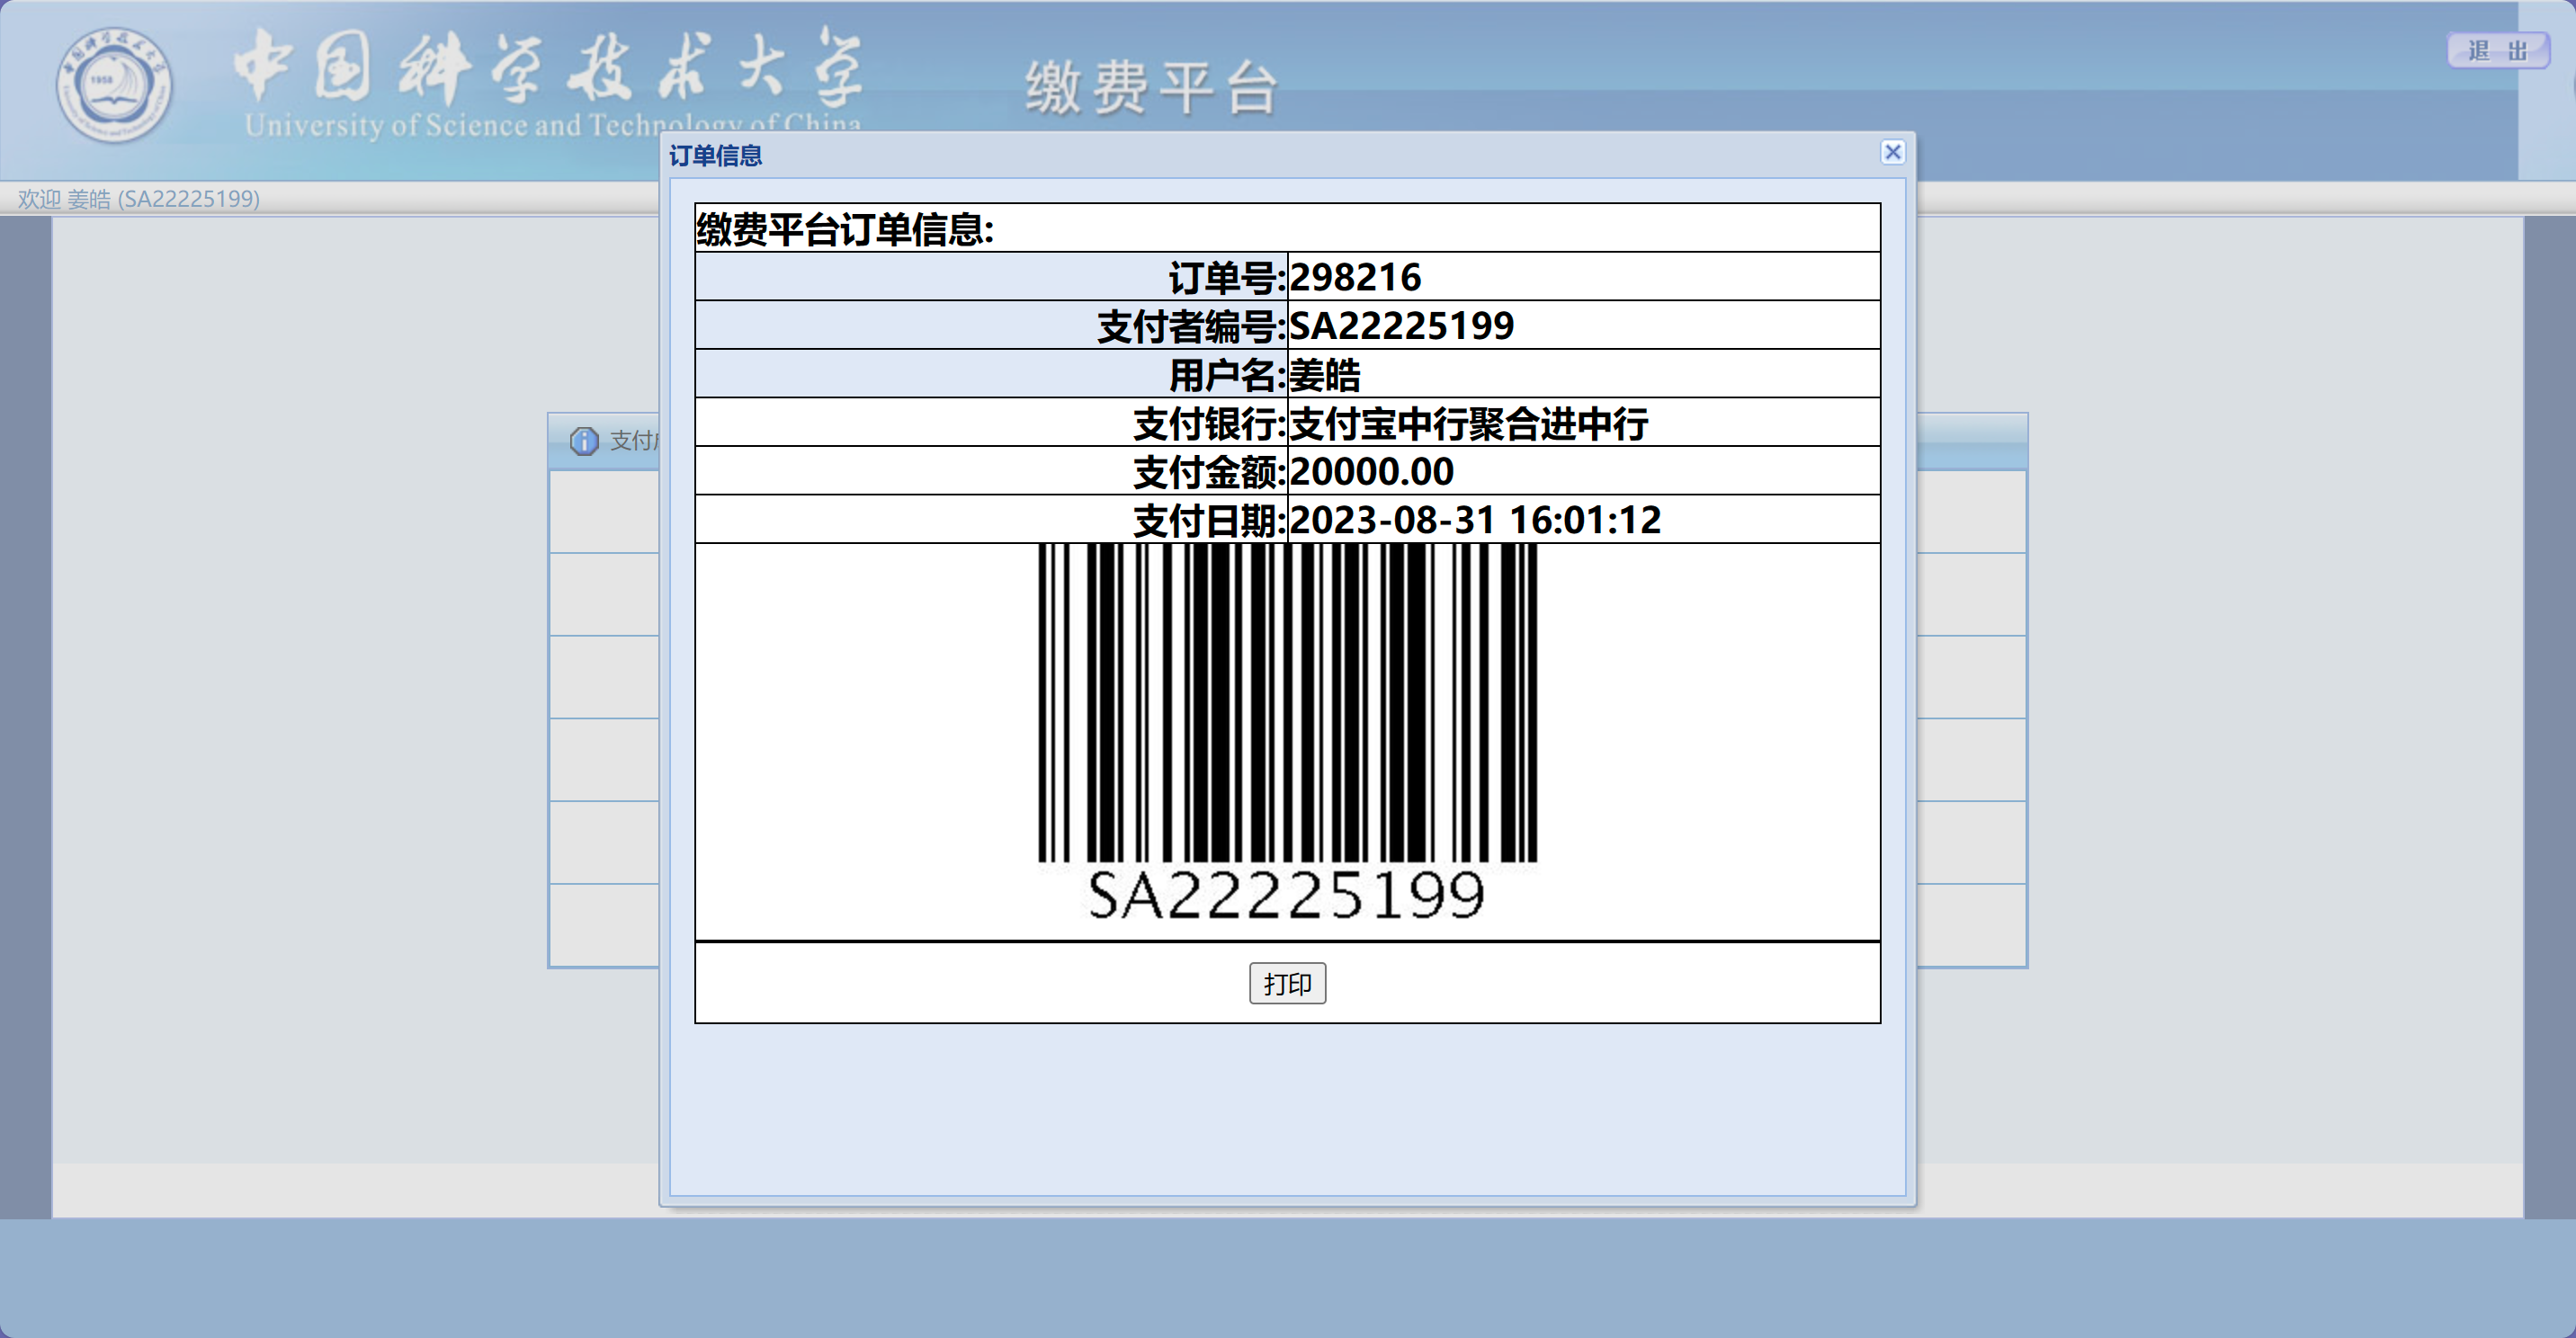 中国科学技术大学
University of Science and Technology of China
缴费平台
退 出
欢迎 姜皓 (SA22225199)
订单信息
支付
缴费平台订单信息:
订单号:298216
支付者编号:SA22225199
用户名:姜皓
支付银行:支付宝中行聚合进中行
支付金额:20000.00
支付日期:2023-08-31 16:01:12
SA22225199
打印